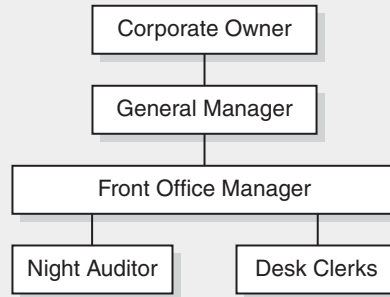 Corporate Owner
General Manager
Front Office Manager
Night Auditor
Desk Clerks